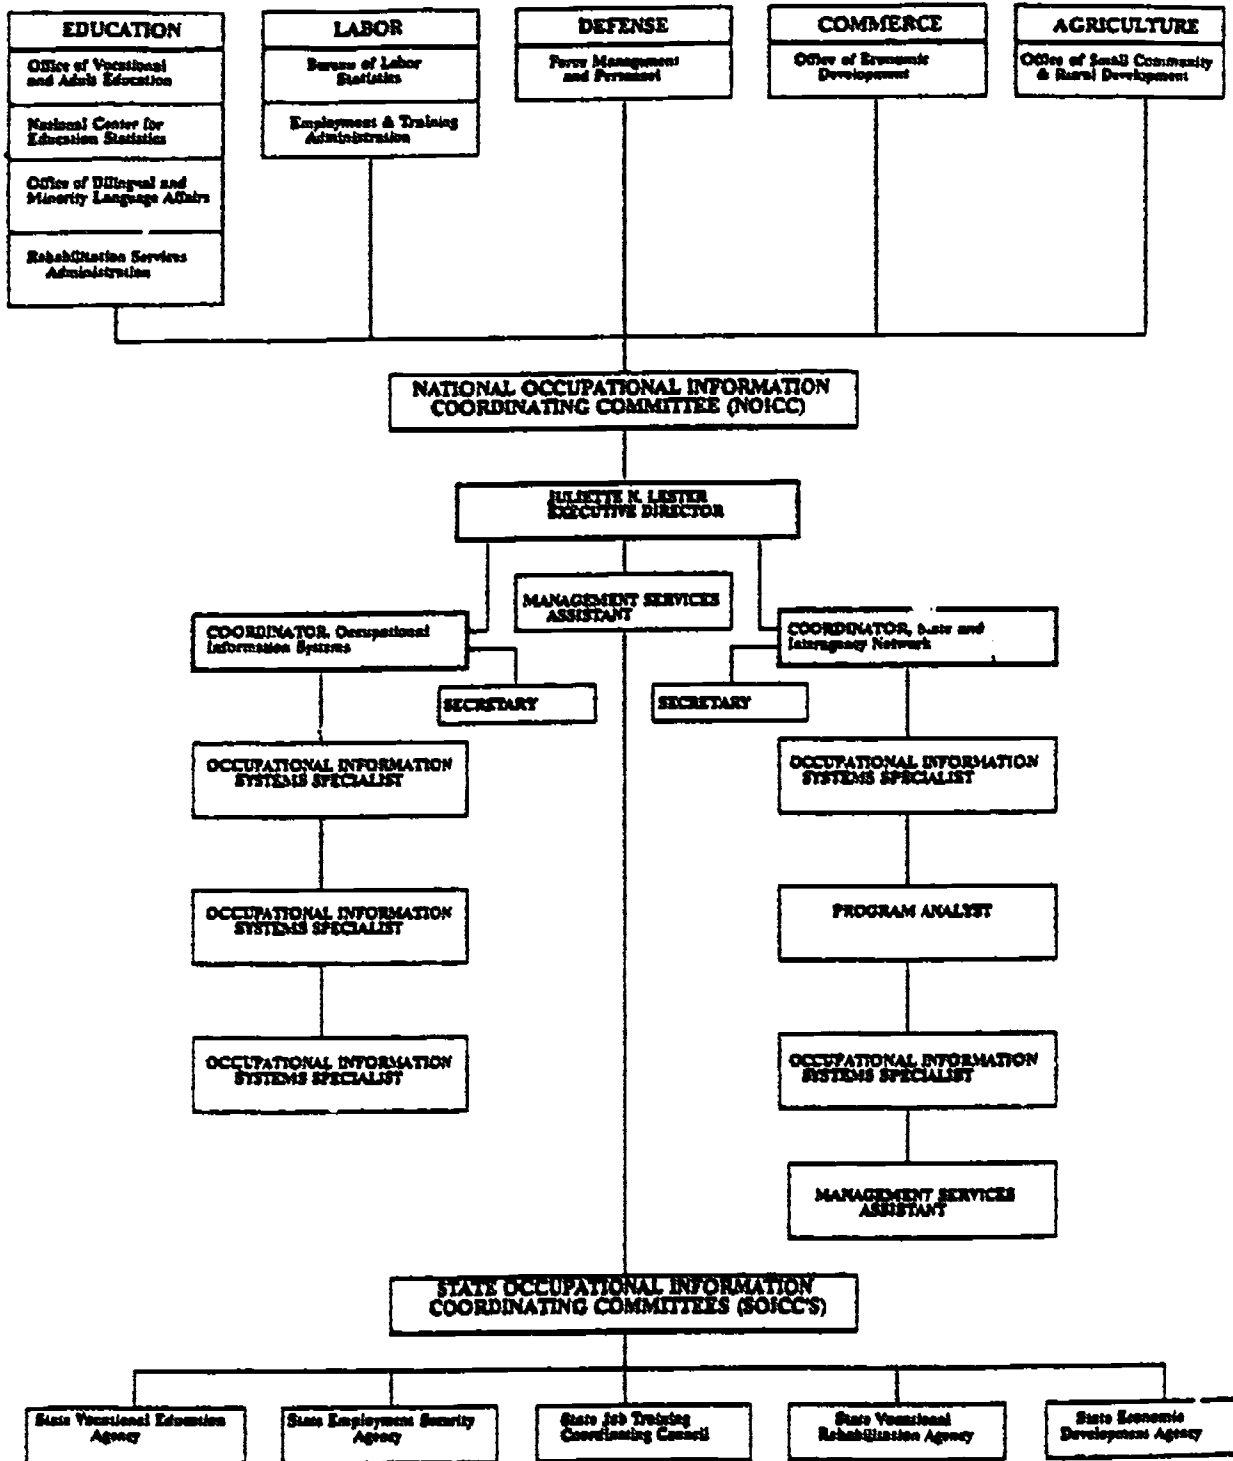 EDUCATION
Office of Vocational
and Adult Education
National Center for
Education Statistics
Office of Bilingual and
Minority Language Affairs
Rehabilitation Services
Administration
LABOR
Bureau of Labor
Statistics
Employment & Training
Administration
DEFENSE
Force Management
and Personnel
COMMERCE
Office of Economic
Development
AGRICULTURE
Office of Small Community
& Rural Development
NATIONAL OCCUPATIONAL INFORMATION
COORDINATING COMMITTEE (NOICC)
JULIETTE N. LESTER
EXECUTIVE DIRECTOR
MANAGEMENT SERVICES
ASSISTANT
COORDINATOR, Occupational
Information Systems
SECRETARY
COORDINATOR, State and
Interagency Network
SECRETARY
OCCUPATIONAL INFORMATION
SYSTEMS SPECIALIST
OCCUPATIONAL INFORMATION
SYSTEMS SPECIALIST
OCCUPATIONAL INFORMATION
SYSTEMS SPECIALIST
OCCUPATIONAL INFORMATION
SYSTEMS SPECIALIST
PROGRAM ANALYST
OCCUPATIONAL INFORMATION
SYSTEMS SPECIALIST
MANAGEMENT SERVICES
ASSISTANT
STATE OCCUPATIONAL INFORMATION
COORDINATING COMMITTEES (SOICC'S)
State Vocational Education
Agency
State Employment Security
Agency
State Job Training
Coordinating Council
State Vocational
Rehabilitation Agency
State Economic
Development Agency